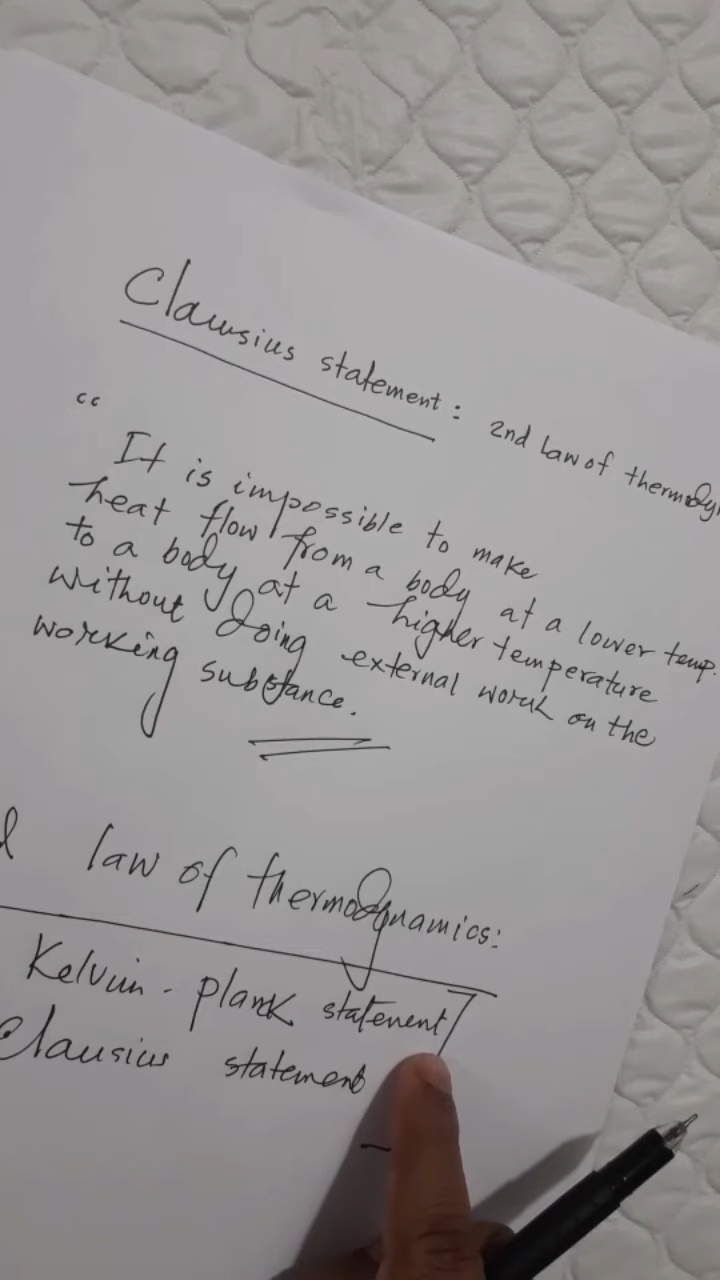 Clausius statement: 2nd law of thermody
“ It is impossible to make
heat flow from a body at a lower temp.
to a body at a higher temperature
without doing external work on the
working substance.
law of thermodynamics:
Kelvin - plank statement
Clausius statement